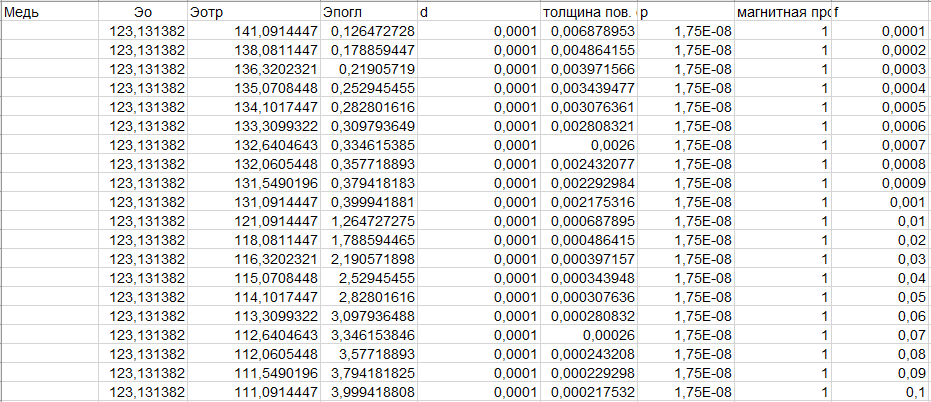 Медь Эо Эотр Эпогл d толщина пов. p магнитная про f
123,131382 141,0914447 0,126472728 0,0001 0,006878953 1,75E-08 1 0,0001
123,131382 138,0811447 0,178859447 0,0001 0,004864155 1,75E-08 1 0,0002
123,131382 136,3202321 0,21905719 0,0001 0,003971566 1,75E-08 1 0,0003
123,131382 135,0708448 0,252945455 0,0001 0,003439477 1,75E-08 1 0,0004
123,131382 134,1017447 0,282801616 0,0001 0,003076361 1,75E-08 1 0,0005
123,131382 133,3099322 0,309793649 0,0001 0,002808321 1,75E-08 1 0,0006
123,131382 132,6404643 0,334615385 0,0001 0,0026 1,75E-08 1 0,0007
123,131382 132,0605448 0,357718893 0,0001 0,002432077 1,75E-08 1 0,0008
123,131382 131,5490196 0,379418183 0,0001 0,002292984 1,75E-08 1 0,0009
123,131382 131,0914447 0,399941881 0,0001 0,002175316 1,75E-08 1 0,001
123,131382 121,0914447 1,264727275 0,0001 0,000687895 1,75E-08 1 0,01
123,131382 118,0811447 1,788594465 0,0001 0,000486415 1,75E-08 1 0,02
123,131382 116,3202321 2,190571898 0,0001 0,000397157 1,75E-08 1 0,03
123,131382 115,0708448 2,52945455 0,0001 0,000343948 1,75E-08 1 0,04
123,131382 114,1017447 2,82801616 0,0001 0,000307636 1,75E-08 1 0,05
123,131382 113,3099322 3,097936488 0,0001 0,000280832 1,75E-08 1 0,06
123,131382 112,6404643 3,346153846 0,0001 0,00026 1,75E-08 1 0,07
123,131382 112,0605448 3,57718893 0,0001 0,000243208 1,75E-08 1 0,08
123,131382 111,5490196 3,794181825 0,0001 0,000229298 1,75E-08 1 0,09
123,131382 111,0914447 3,999418808 0,0001 0,000217532 1,75E-08 1 0,1